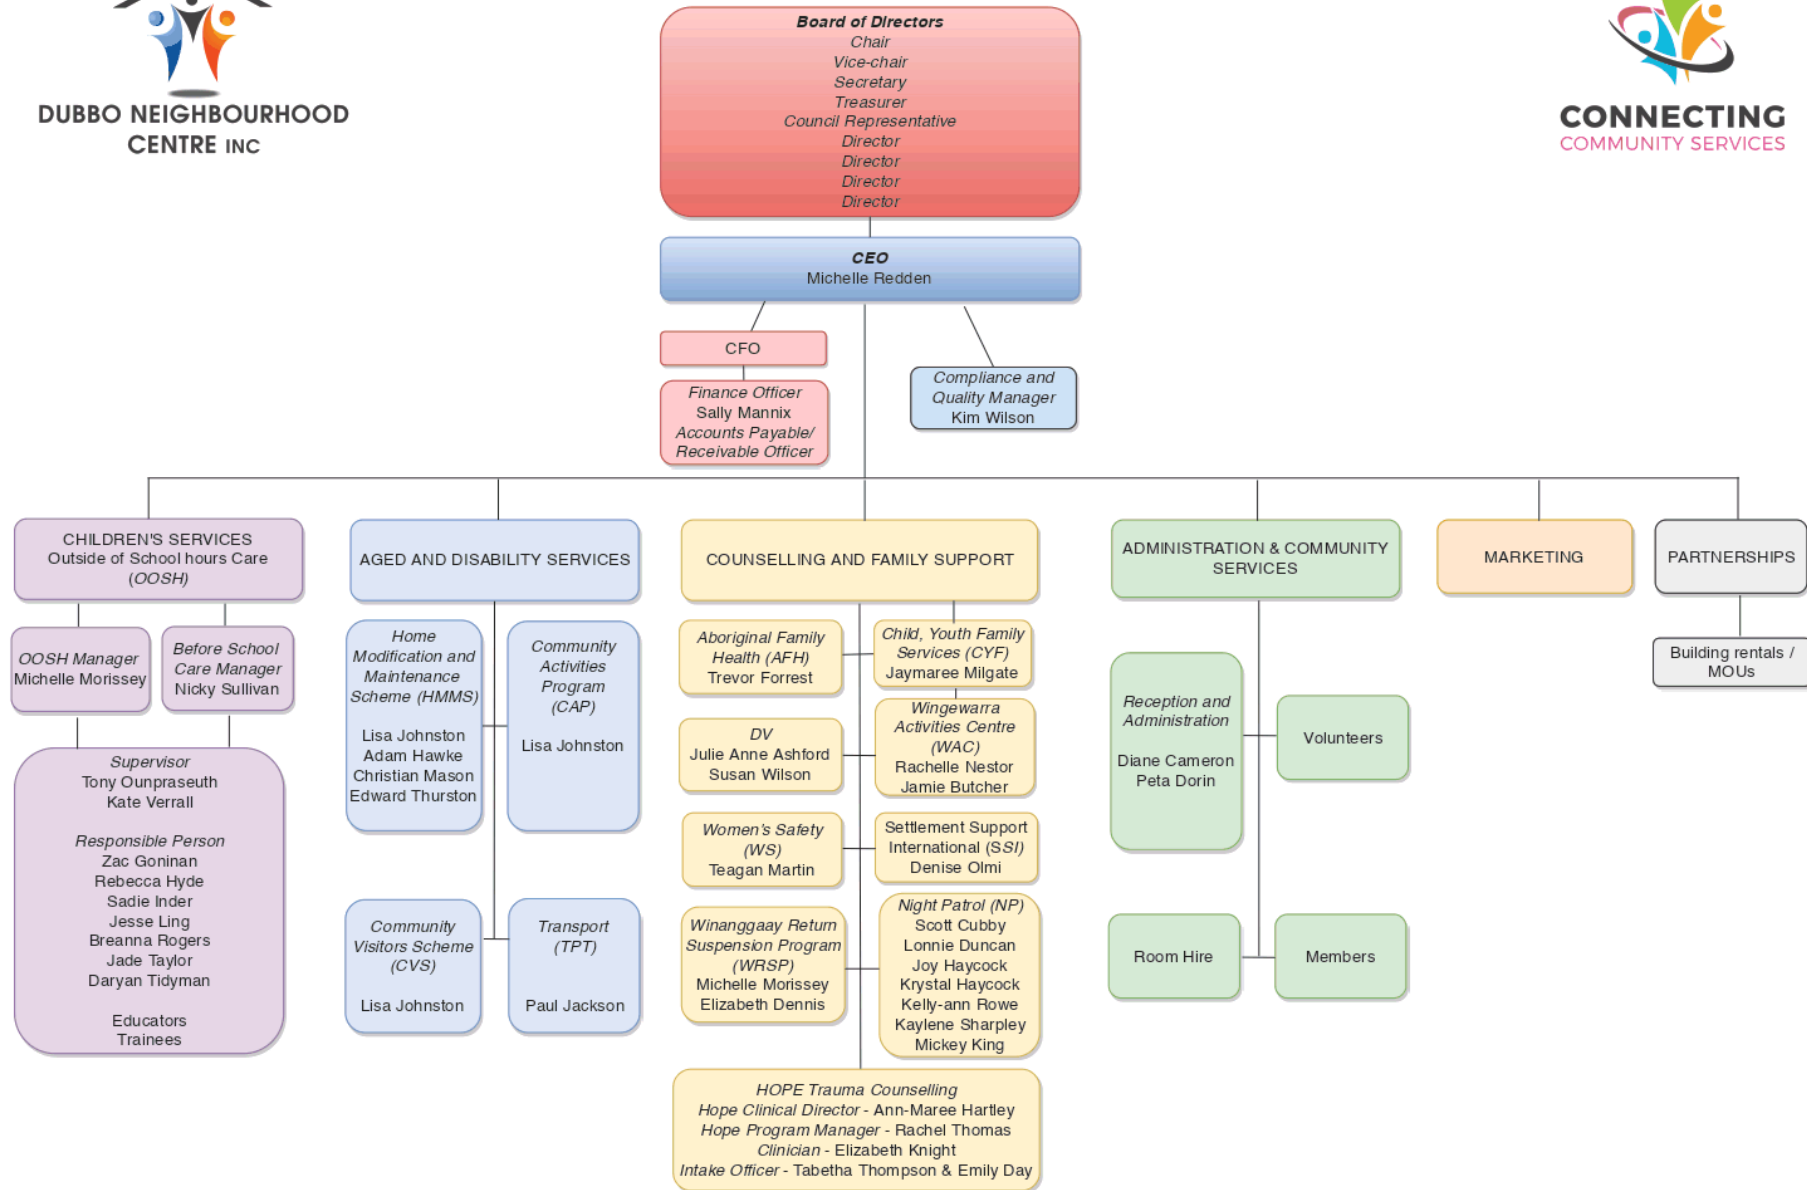 DUBBO NEIGHBOURHOOD
CENTRE INC
CONNECTING
COMMUNITY SERVICES
Board of Directors
Chair
Vice-chair
Secretary
Treasurer
Council Representative
Director
Director
Director
Director
CEO
Michelle Redden
CFO
Finance Officer
Sally Mannix
Accounts Payable/
Receivable Officer
Compliance and
Quality Manager
Kim Wilson
CHILDREN'S SERVICES
Outside of School hours Care
(OOSH)
OOSH Manager
Michelle Morissey
Before School
Care Manager
Nicky Sullivan
Supervisor
Tony Ounpraseuth
Kate Verrall
Responsible Person
Zac Goninan
Rebecca Hyde
Sadie Inder
Jesse Ling
Breanna Rogers
Jade Taylor
Daryan Tidyman
Educators
Trainees
AGED AND DISABILITY SERVICES
Home
Modification and
Maintenance
Scheme (HMMS)
Lisa Johnston
Adam Hawke
Christian Mason
Edward Thurston
Community
Activities
Program
(CAP)
Lisa Johnston
Community
Visitors Scheme
(CVS)
Lisa Johnston
Transport
(TPT)
Paul Jackson
COUNSELLING AND FAMILY SUPPORT
Aboriginal Family
Health (AFH)
Trevor Forrest
Child, Youth Family
Services (CYF)
Jaymaree Milgate
DV
Julie Anne Ashford
Susan Wilson
Wingewarra
Activities Centre
(WAC)
Rachelle Nestor
Jamie Butcher
Women's Safety
(WS)
Teagan Martin
Settlement Support
International (SSI)
Denise Olmi
Winanggaay Return
Suspension Program
(WRSP)
Michelle Morissey
Elizabeth Dennis
Night Patrol (NP)
Scott Cubby
Lonnie Duncan
Joy Haycock
Krystal Haycock
Kelly-ann Rowe
Kaylene Sharpley
Mickey King
HOPE Trauma Counselling
Hope Clinical Director - Ann-Maree Hartley
Hope Program Manager - Rachel Thomas
Clinician - Elizabeth Knight
Intake Officer - Tabetha Thompson & Emily Day
ADMINISTRATION & COMMUNITY
SERVICES
Reception and
Administration
Diane Cameron
Peta Dorin
Volunteers
Room Hire
Members
MARKETING
PARTNERSHIPS
Building rentals /
MOUs